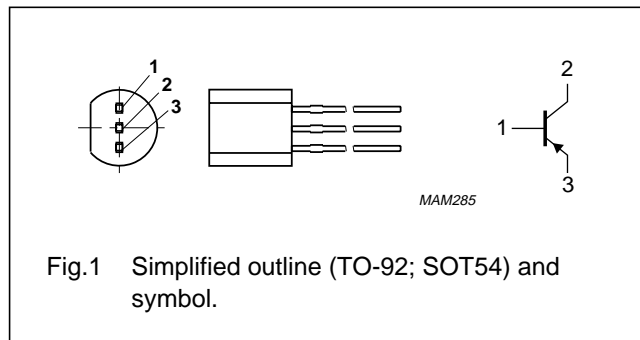 1
2
3
2
1
3
MAM285
Fig.1 Simplified outline (TO-92; SOT54) and
symbol.